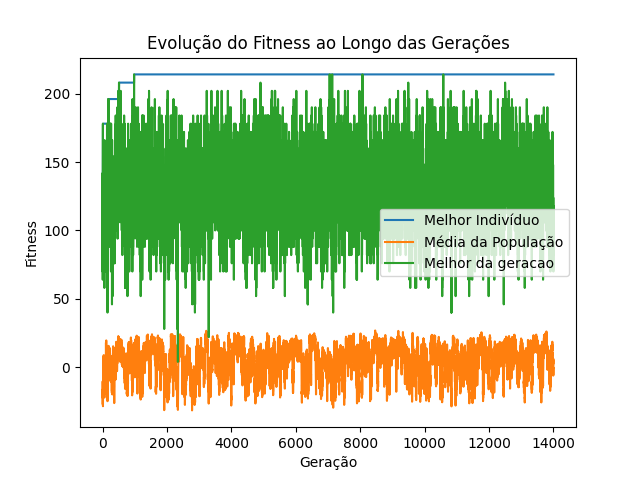 Evolução do Fitness ao Longo das Gerações
Fitness
200
150
100
50
0
Melhor Indivíduo
Média da População
Melhor da geracao
0 2000 4000 6000 8000 10000 12000 14000
Geração